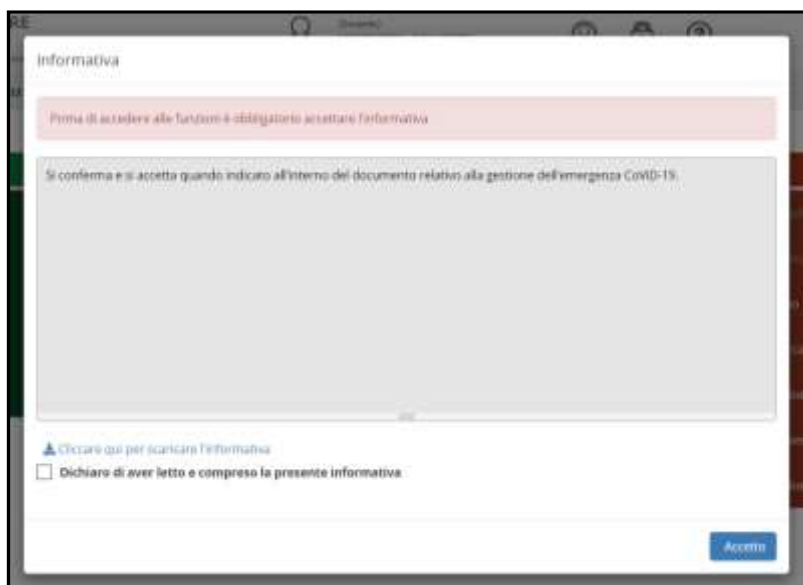 RE
Informativa
Prima di accedere alle funzioni è obbligatorio accettare l'informativa
Si conferma e si accetta quando indicato all'interno del documento relativo alla gestione dell'emergenza CoViD-19.
Cliccare qui per scaricare l'informativa
Dichiaro di aver letto e compreso la presente informativa
Accetto